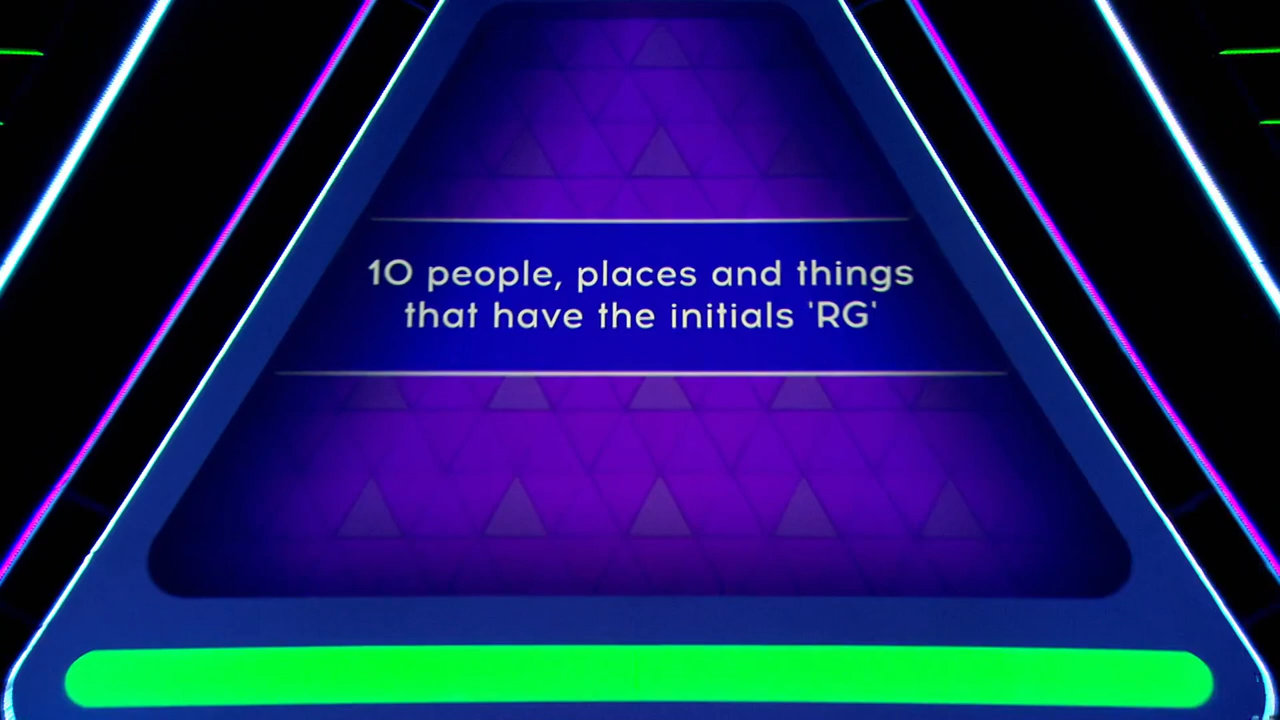 10 people, places and things
that have the initials 'RG'